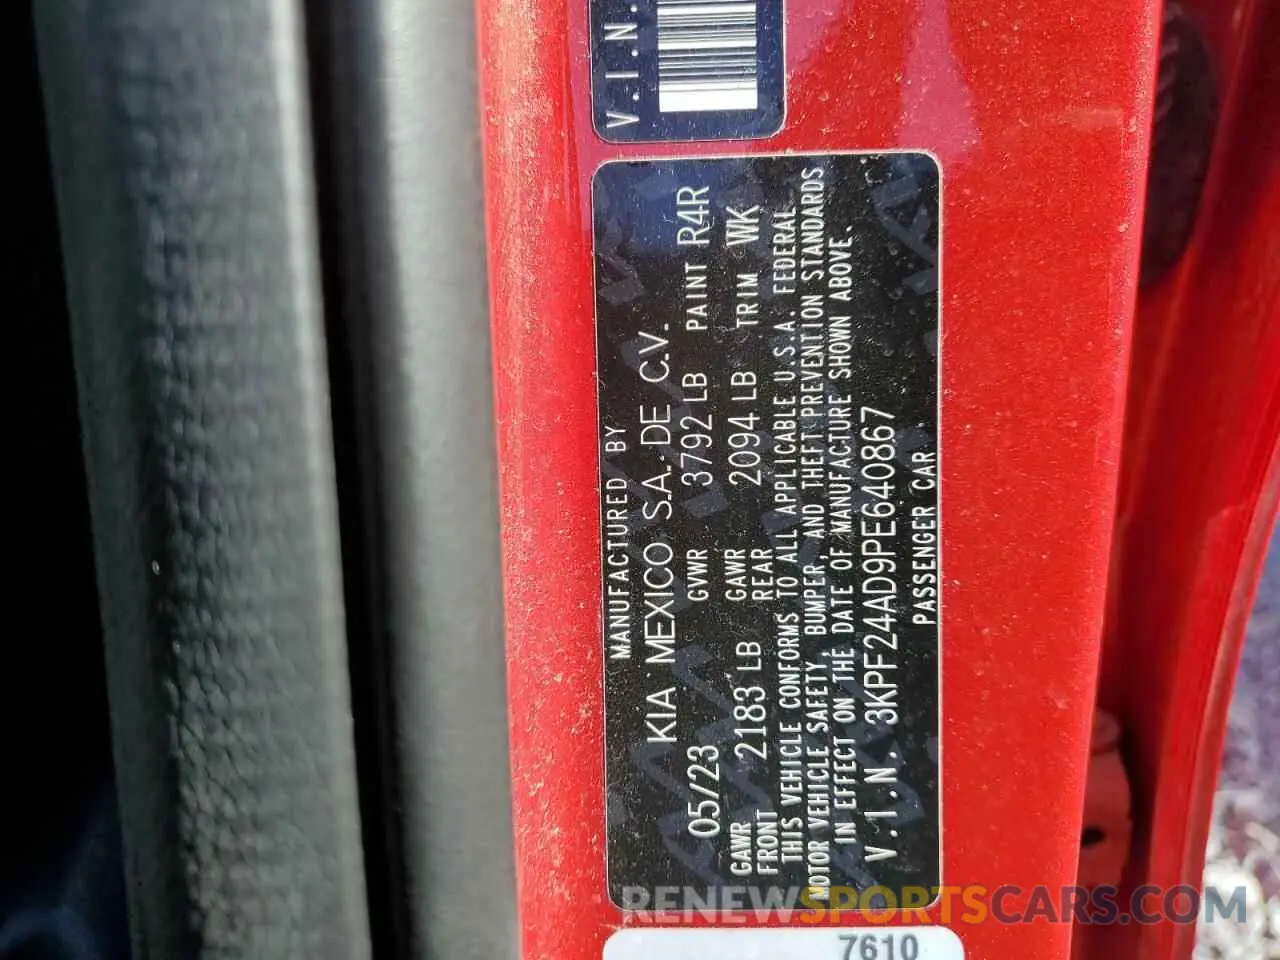 V.I.N.
MANUFACTURED BY
KIA MEXICO, S.A. DE C.V.
05/23 GVWR 3792 LB PAINT R4R
GAWR FRONT 2183 LB GAWR REAR 2094 LB TRIM WK
THIS VEHICLE CONFORMS TO ALL APPLICABLE U.S.A. FEDERAL
MOTOR VEHICLE SAFETY, BUMPER, AND THEFT PREVENTION STANDARDS
IN EFFECT ON THE DATE OF MANUFACTURE SHOWN ABOVE.
V.I.N. 3KPF24AD9PE640867
PASSENGER CAR
7610
RENEWSPORTSCARS.COM